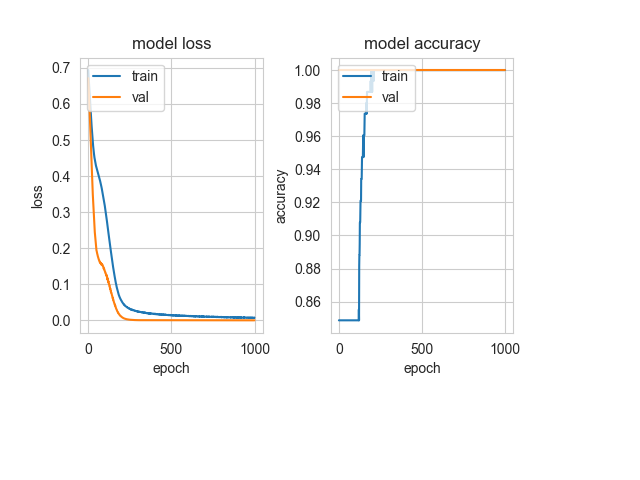 model loss
0.7
0.6
0.5
0.4
0.3
0.2
0.1
0.0
loss
train
val
0
500
1000
epoch
model accuracy
1.00
0.98
0.96
0.94
0.92
0.90
0.88
0.86
accuracy
train
val
0
500
1000
epoch